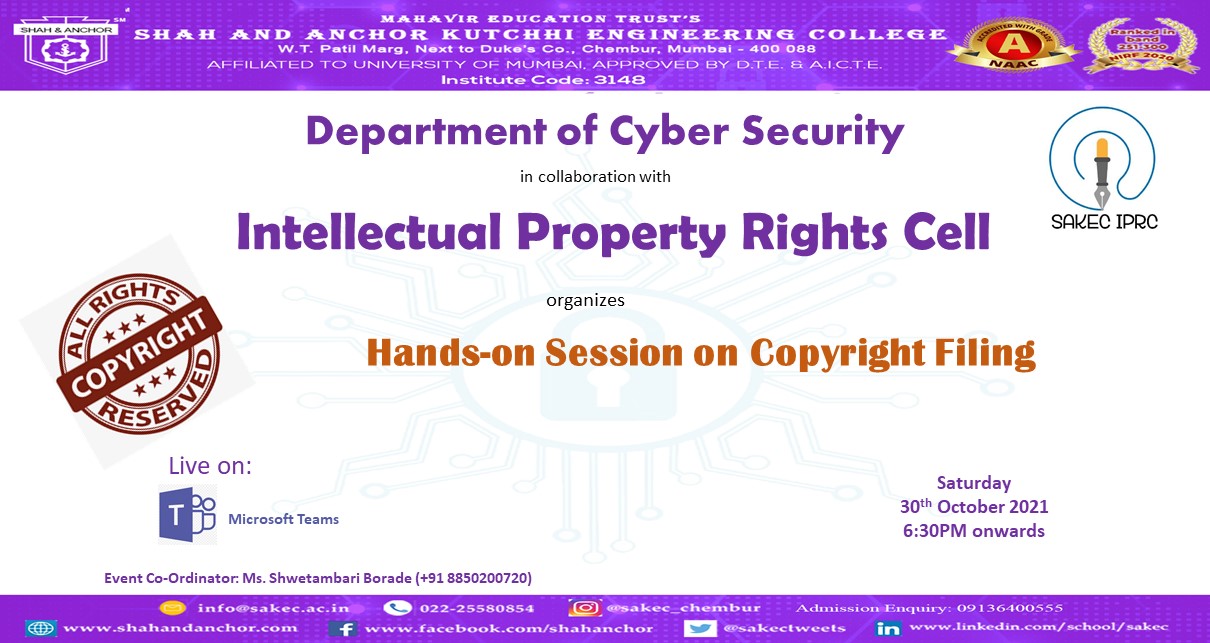 MAHAVIR EDUCATION TRUST'S
SHAH & ANCHOR
SM
SHAH AND ANCHOR KUTCHHI ENGINEERING COLLEGE
W.T. Patil Marg, Next to Duke's Co., Chembur, Mumbai - 400 088
AFFILIATED TO UNIVERSITY OF MUMBAI, APPROVED BY D.T.E. & A.I.C.T.E.
Institute Code: 3148
ACCREDITED WITH GRADE
A
NAAC
Ranked in
band
251-300
NIRF 2020
Department of Cyber Security
in collaboration with
Intellectual Property Rights Cell
SAKEC IPRC
organizes
Hands-on Session on Copyright Filing
ALL RIGHTS
COPYRIGHT
RESERVED
Live on:
T
Microsoft Teams
Saturday
30th October 2021
6:30PM onwards
Event Co-Ordinator: Ms. Shwetambari Borade (+91 8850200720)
info@sakec.ac.in 022-25580854 @sakec_chembur Admission Enquiry: 09136400555
www.shahandanchor.com www.facebook.com/shahanchor @sakectweets www.linkedin.com/school/sakec